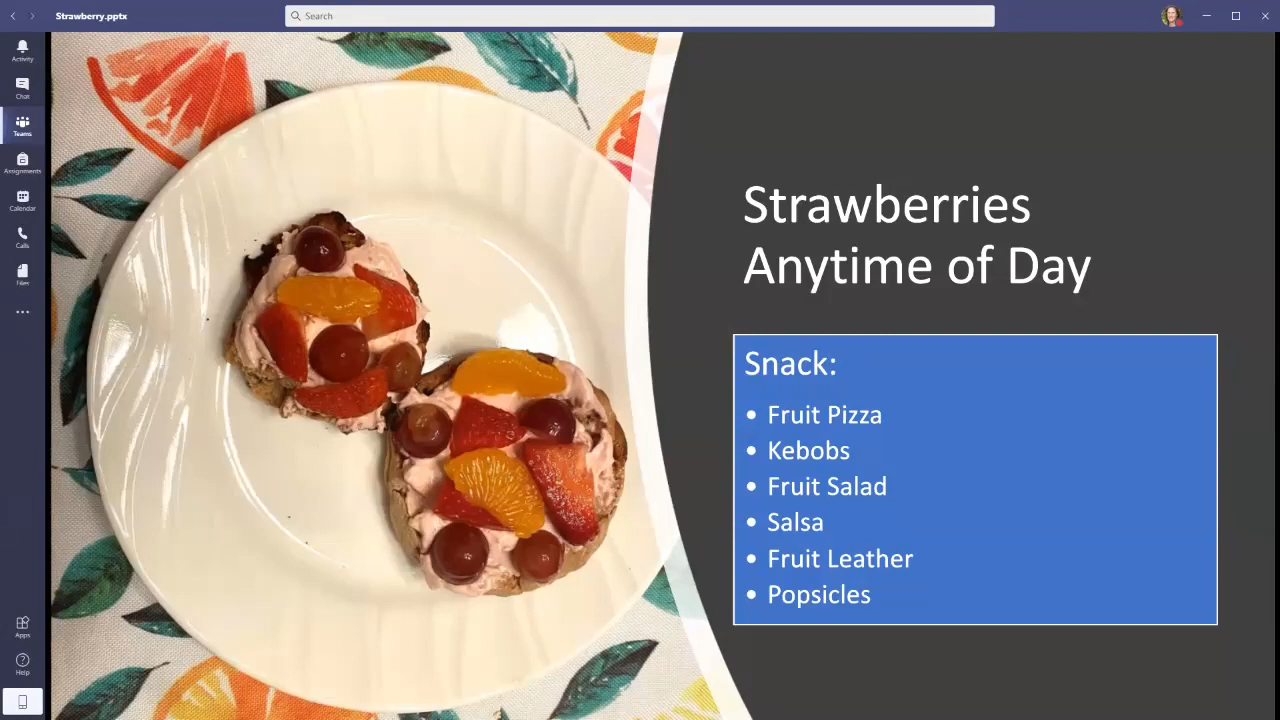 Strawberry.pptx
Search
Activity
Chat
Teams
Assignments
Calendar
Calls
Files
Apps
Help
Strawberries
Anytime of Day
Snack:
• Fruit Pizza
• Kebobs
• Fruit Salad
• Salsa
• Fruit Leather
• Popsicles